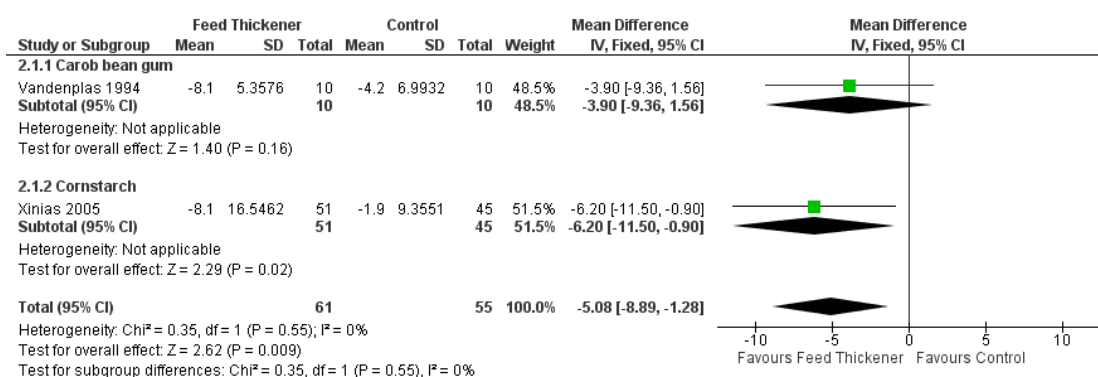 Feed Thickener Control Mean Difference Mean Difference
Study or Subgroup Mean SD Total Mean SD Total Weight IV, Fixed, 95% CI IV, Fixed, 95% CI
2.1.1 Carob bean gum
Vandenplas 1994 -8.1 5.3576 10 -4.2 6.9932 10 48.5% -3.90 [-9.36, 1.56]
Subtotal (95% CI) 10 10 48.5% -3.90 [-9.36, 1.56]
Heterogeneity: Not applicable
Test for overall effect: Z = 1.40 (P = 0.16)
2.1.2 Cornstarch
Xinias 2005 -8.1 16.5462 51 -1.9 9.3551 45 51.5% -6.20 [-11.50, -0.90]
Subtotal (95% CI) 51 45 51.5% -6.20 [-11.50, -0.90]
Heterogeneity: Not applicable
Test for overall effect: Z = 2.29 (P = 0.02)
Total (95% CI) 61 55 100.0% -5.08 [-8.89, -1.28]
Heterogeneity: Chi² = 0.35, df = 1 (P = 0.55); I² = 0%
Test for overall effect: Z = 2.62 (P = 0.009)
Test for subgroup differences: Chi² = 0.35, df = 1 (P = 0.55), I² = 0%
-10 -5 0 5 10
Favours Feed Thickener Favours Control